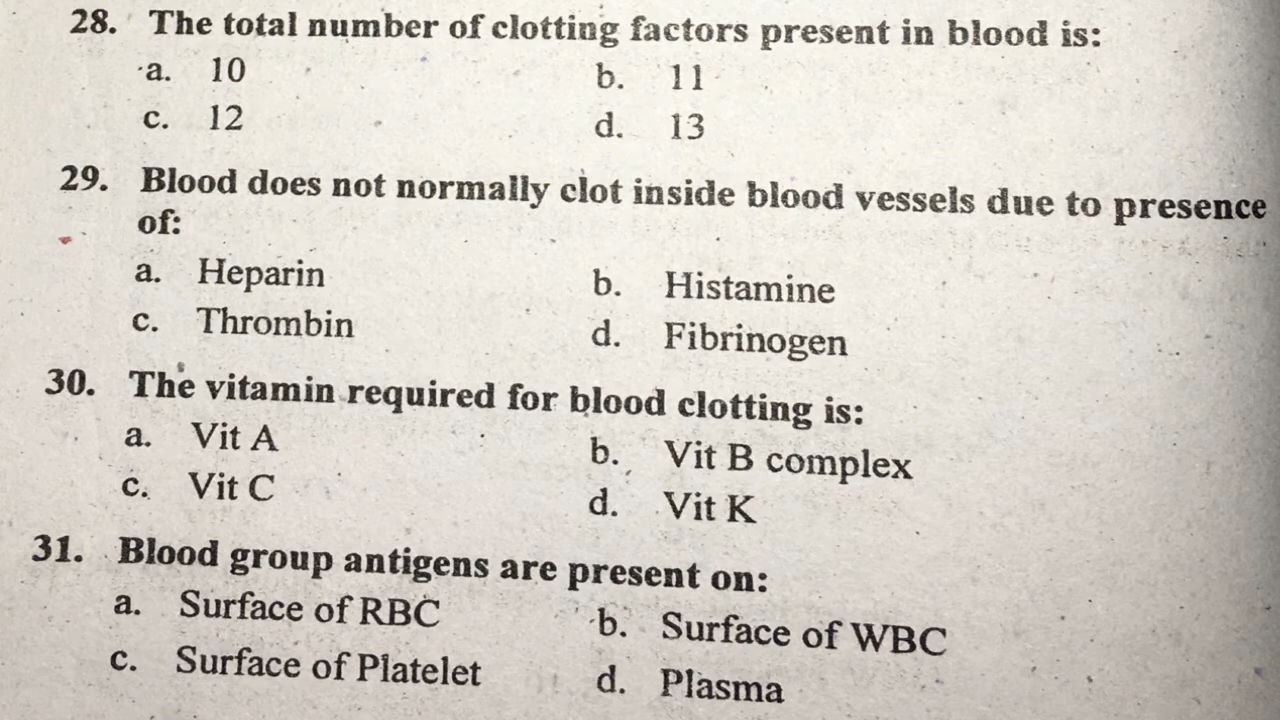 28. The total number of clotting factors present in blood is:
a. 10 b. 11
c. 12 d. 13
29. Blood does not normally clot inside blood vessels due to presence
of:
a. Heparin b. Histamine
c. Thrombin d. Fibrinogen
30. The vitamin required for blood clotting is:
a. Vit A b. Vit B complex
c. Vit C d. Vit K
31. Blood group antigens are present on:
a. Surface of RBC b. Surface of WBC
c. Surface of Platelet d. Plasma